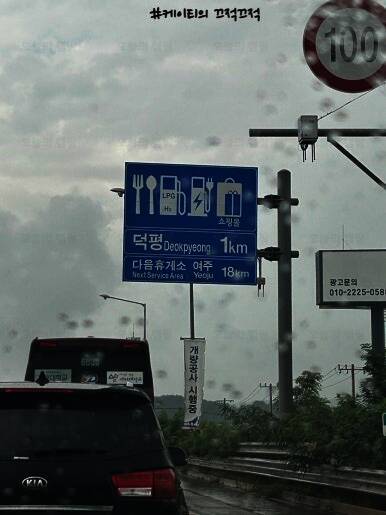 #케이티의 끄적끄적
100
LPG
H₂
쇼핑몰
덕평 Deokpyeong 1km
다음휴게소 여주 18km
Next Service Area Yeoju
광고문의
010-2225-058
개량공사 시행중
KIA